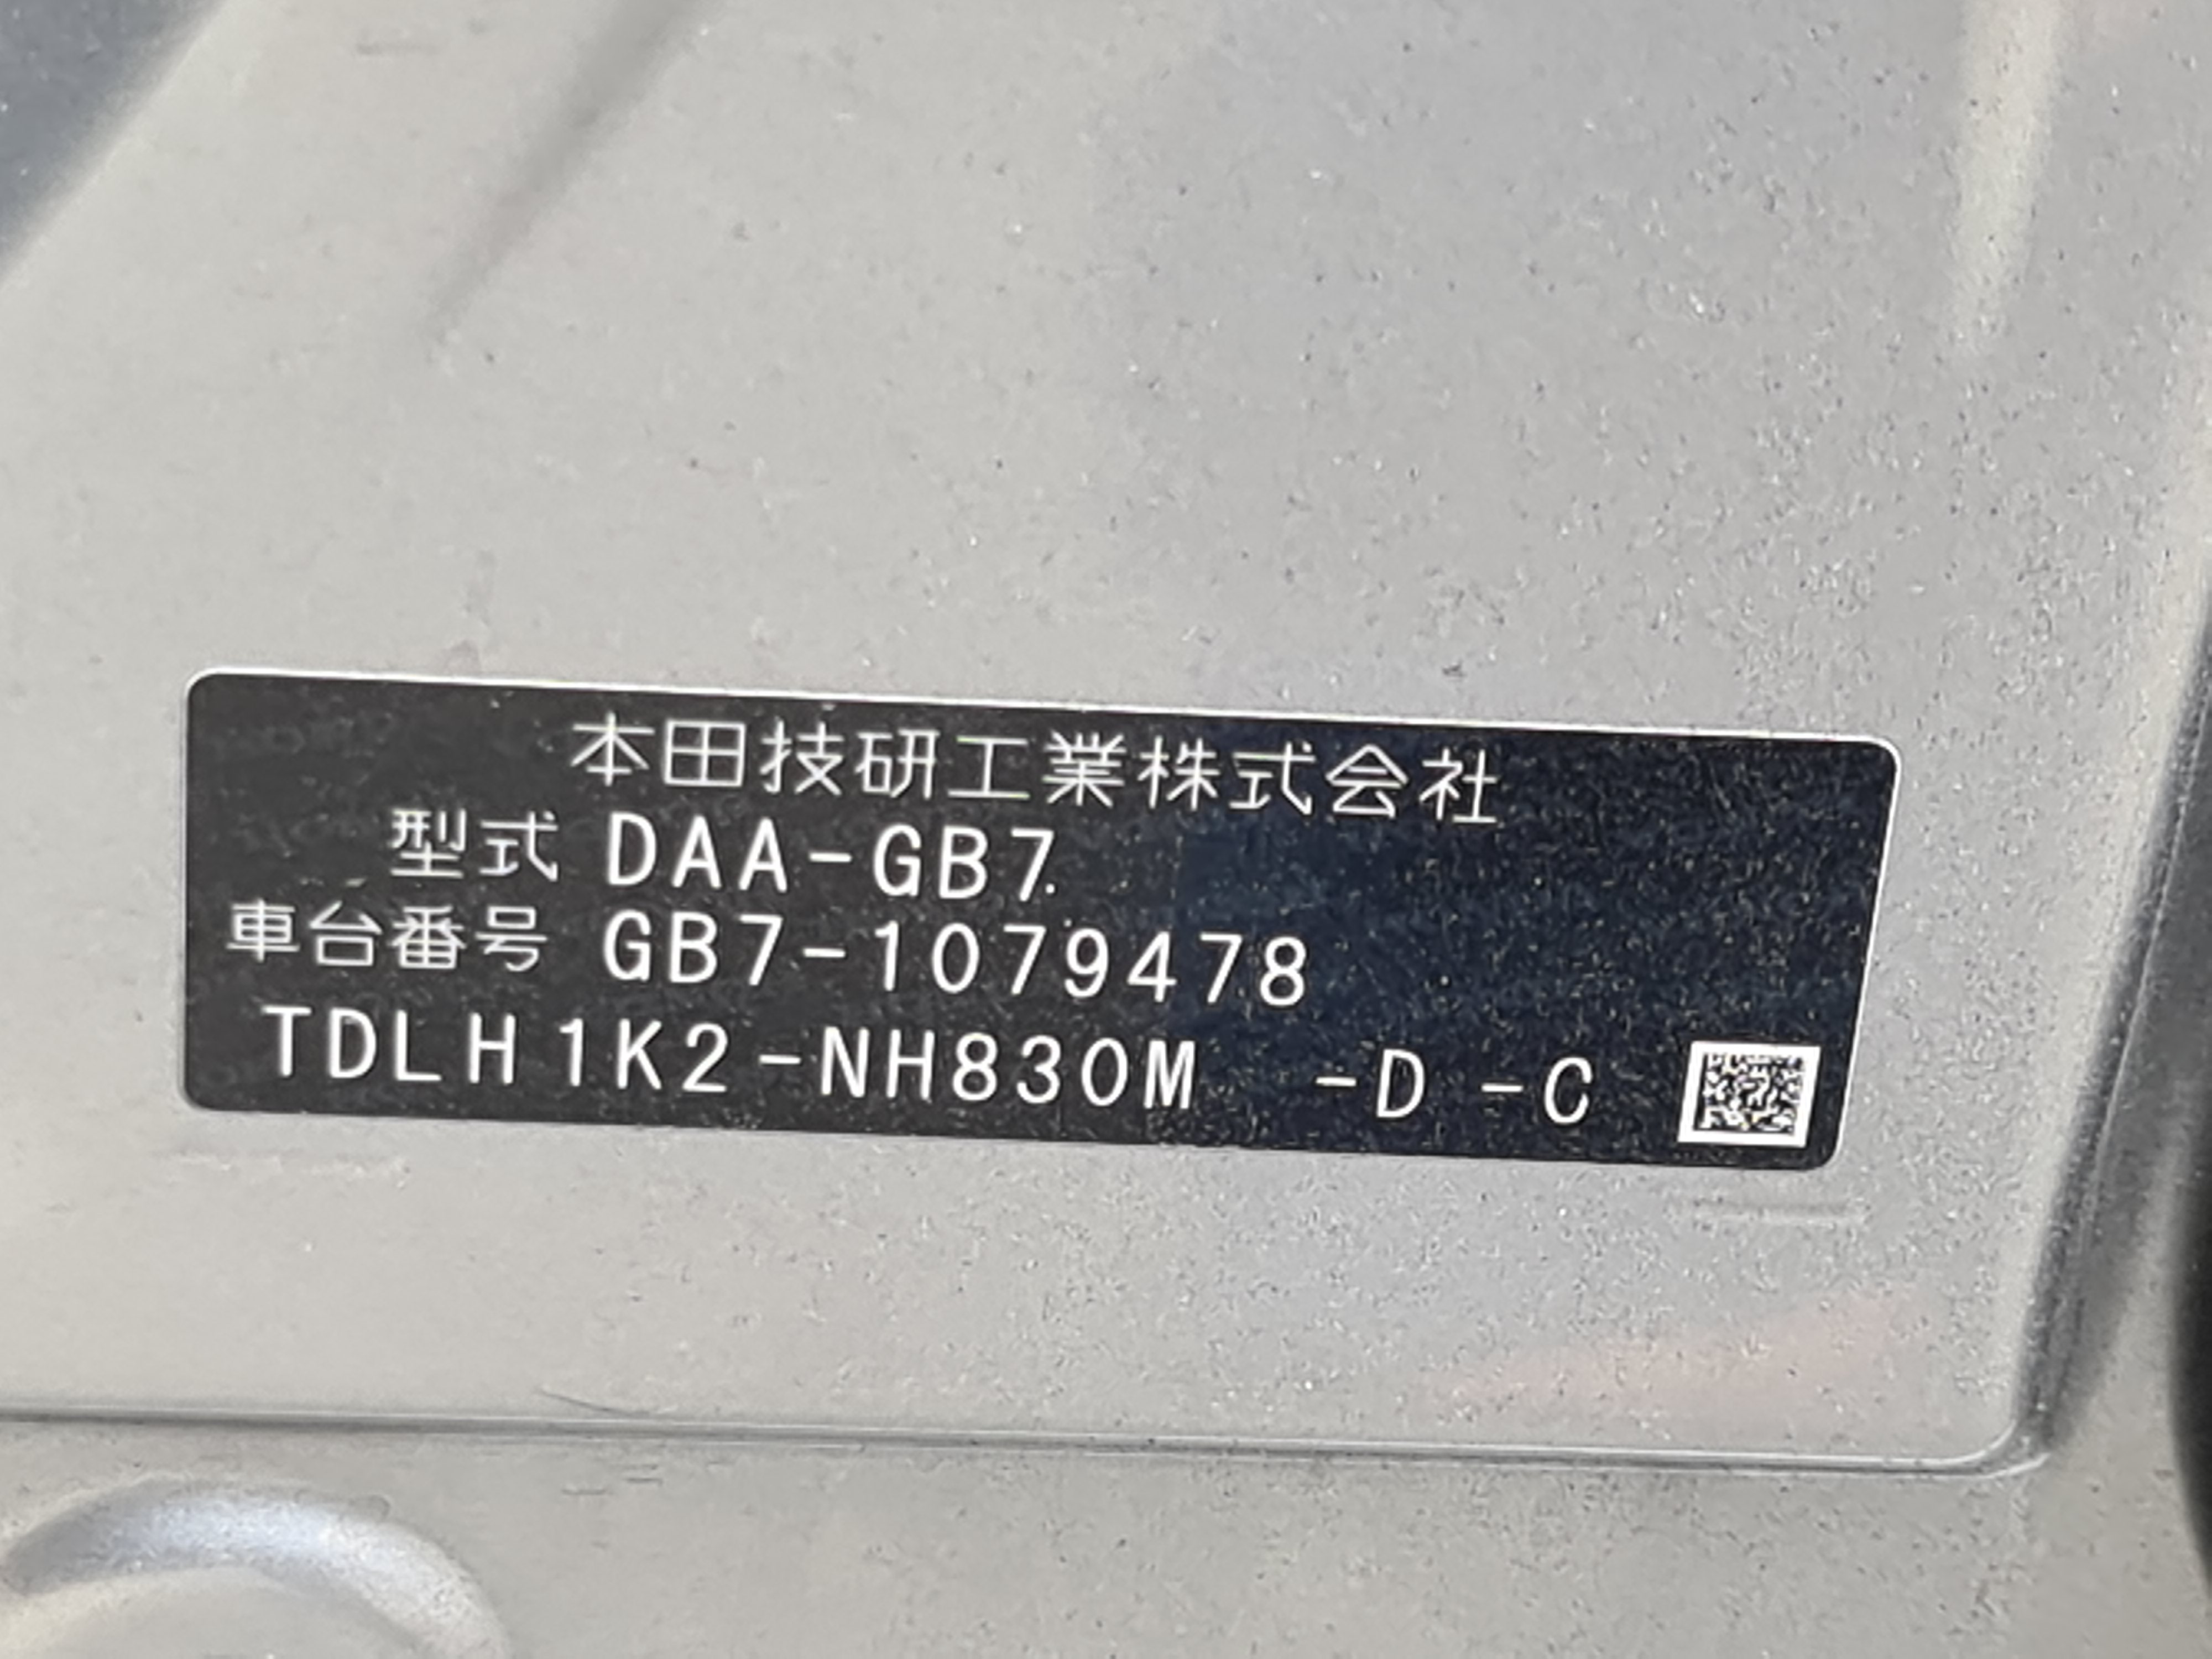 本田技研工業株式会社
型式 DAA-GB7
車台番号 GB7-1079478
TDLH1K2-NH830M -D -C